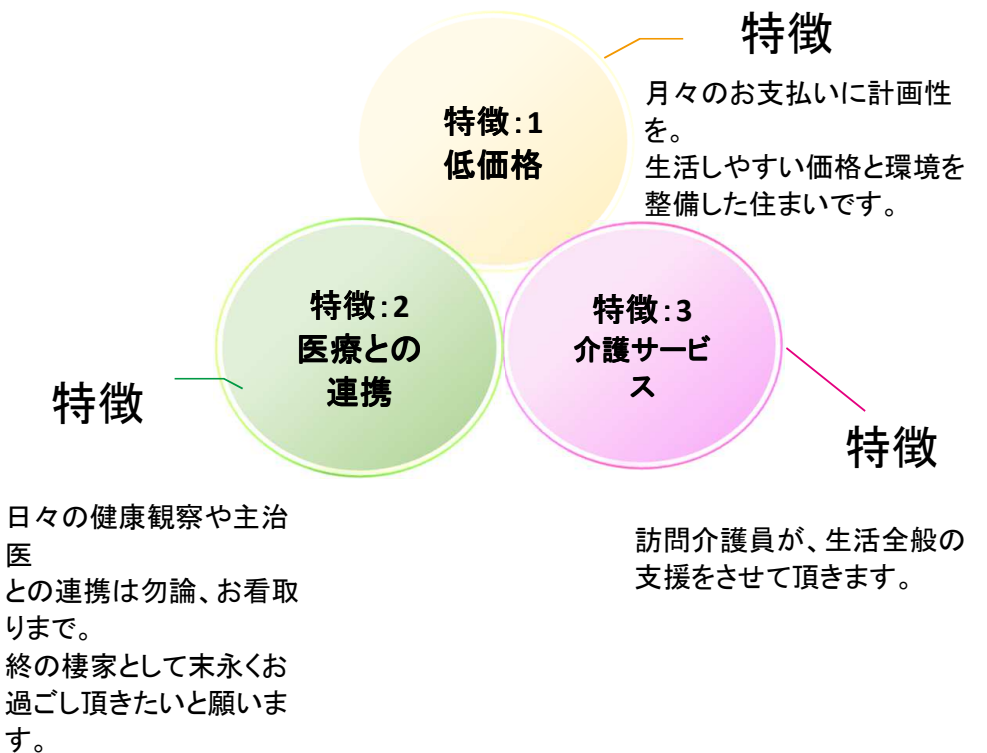 特徴
月々のお支払いに計画性
を。
生活しやすい価格と環境を
整備した住まいです。
特徴:1
低価格
特徴:2
医療との
連携
特徴:3
介護サービ
ス
特徴
日々の健康観察や主治
医
との連携は勿論、お看取
りまで。
終の棲家として末永くお
過ごし頂きたいと願いま
す。
特徴
訪問介護員が、生活全般の
支援をさせて頂きます。